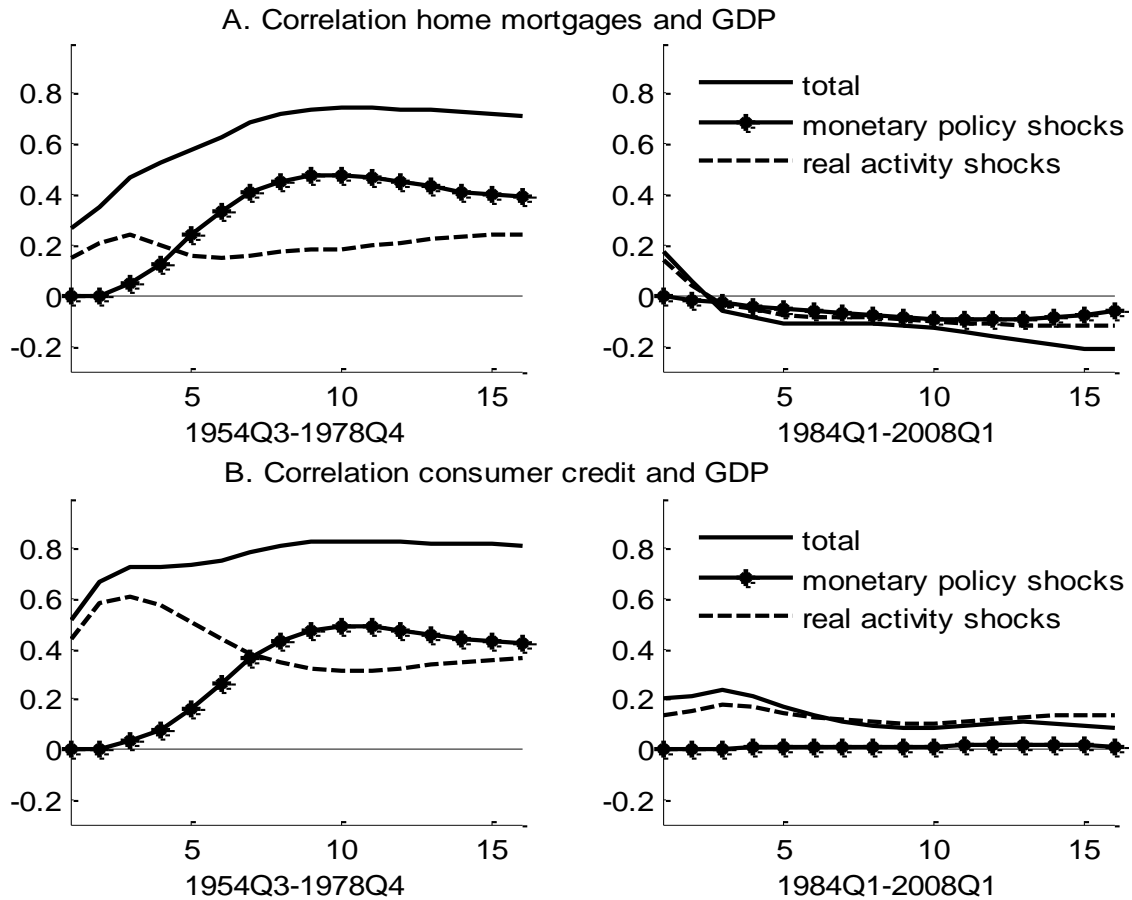 A. Correlation home mortgages and GDP
0.8
0.6
0.4
0.2
0
-0.2
5 10 15
1954Q3-1978Q4
0.8
0.6
0.4
0.2
0
-0.2
total
monetary policy shocks
real activity shocks
5 10 15
1984Q1-2008Q1
B. Correlation consumer credit and GDP
0.8
0.6
0.4
0.2
0
-0.2
5 10 15
1954Q3-1978Q4
0.8
0.6
0.4
0.2
0
-0.2
total
monetary policy shocks
real activity shocks
5 10 15
1984Q1-2008Q1